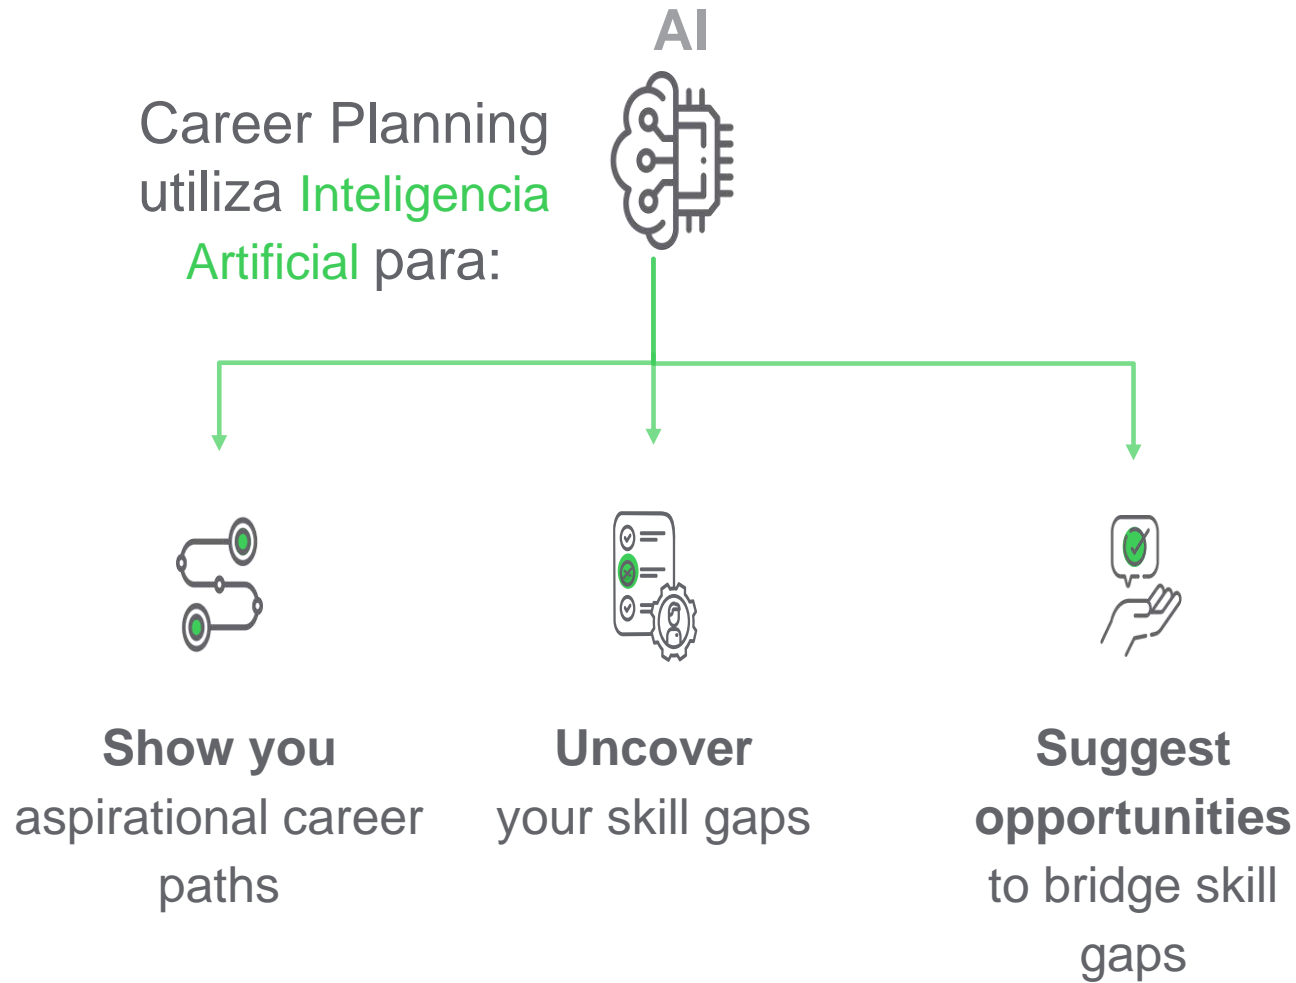 AI
Career Planning
utiliza Inteligencia
Artificial para:
Show you
aspirational career
paths
Uncover
your skill gaps
Suggest
opportunities
to bridge skill
gaps